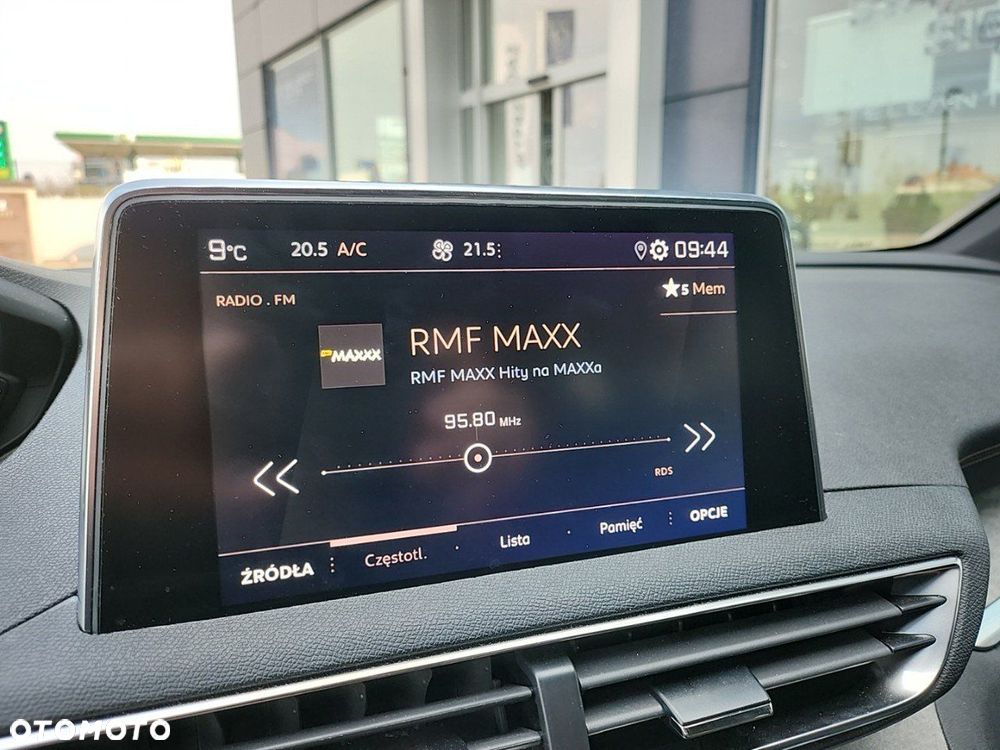 9°C 20.5 A/C 21.5 09:44
RADIO . FM
5 Mem
MAXXX
RMF MAXX
RMF MAXX Hity na MAXXa
95.80 MHz
RDS
ŹRÓDŁA Częstotl. Lista Pamięć OPCJE
OTOMOTO